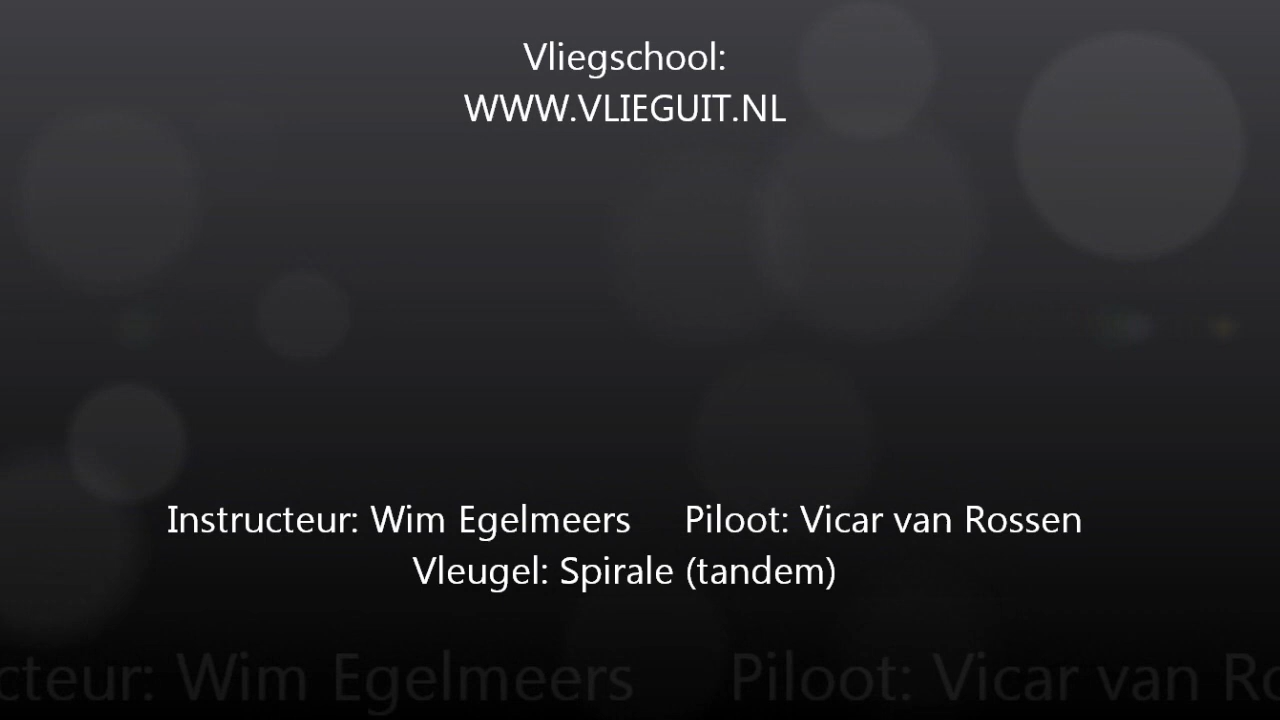 Vliegschool:
WWW.VLIEGUIT.NL
Instructeur: Wim Egelmeers     Piloot: Vicar van Rossen
Vleugel: Spirale (tandem)
cteur: Wim Egelmeers     Piloot: Vicar van Ro